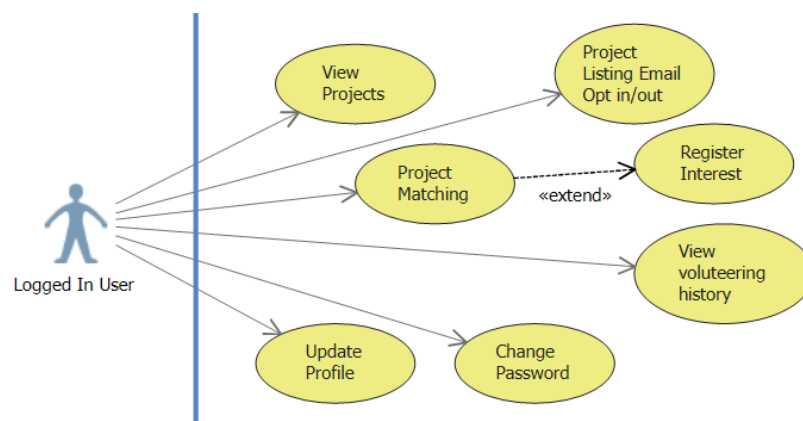 View
Projects
Project
Listing Email
Opt in/out
Project
Matching
«extend»
Register
Interest
Logged In User
View
voluteering
history
Update
Profile
Change
Password